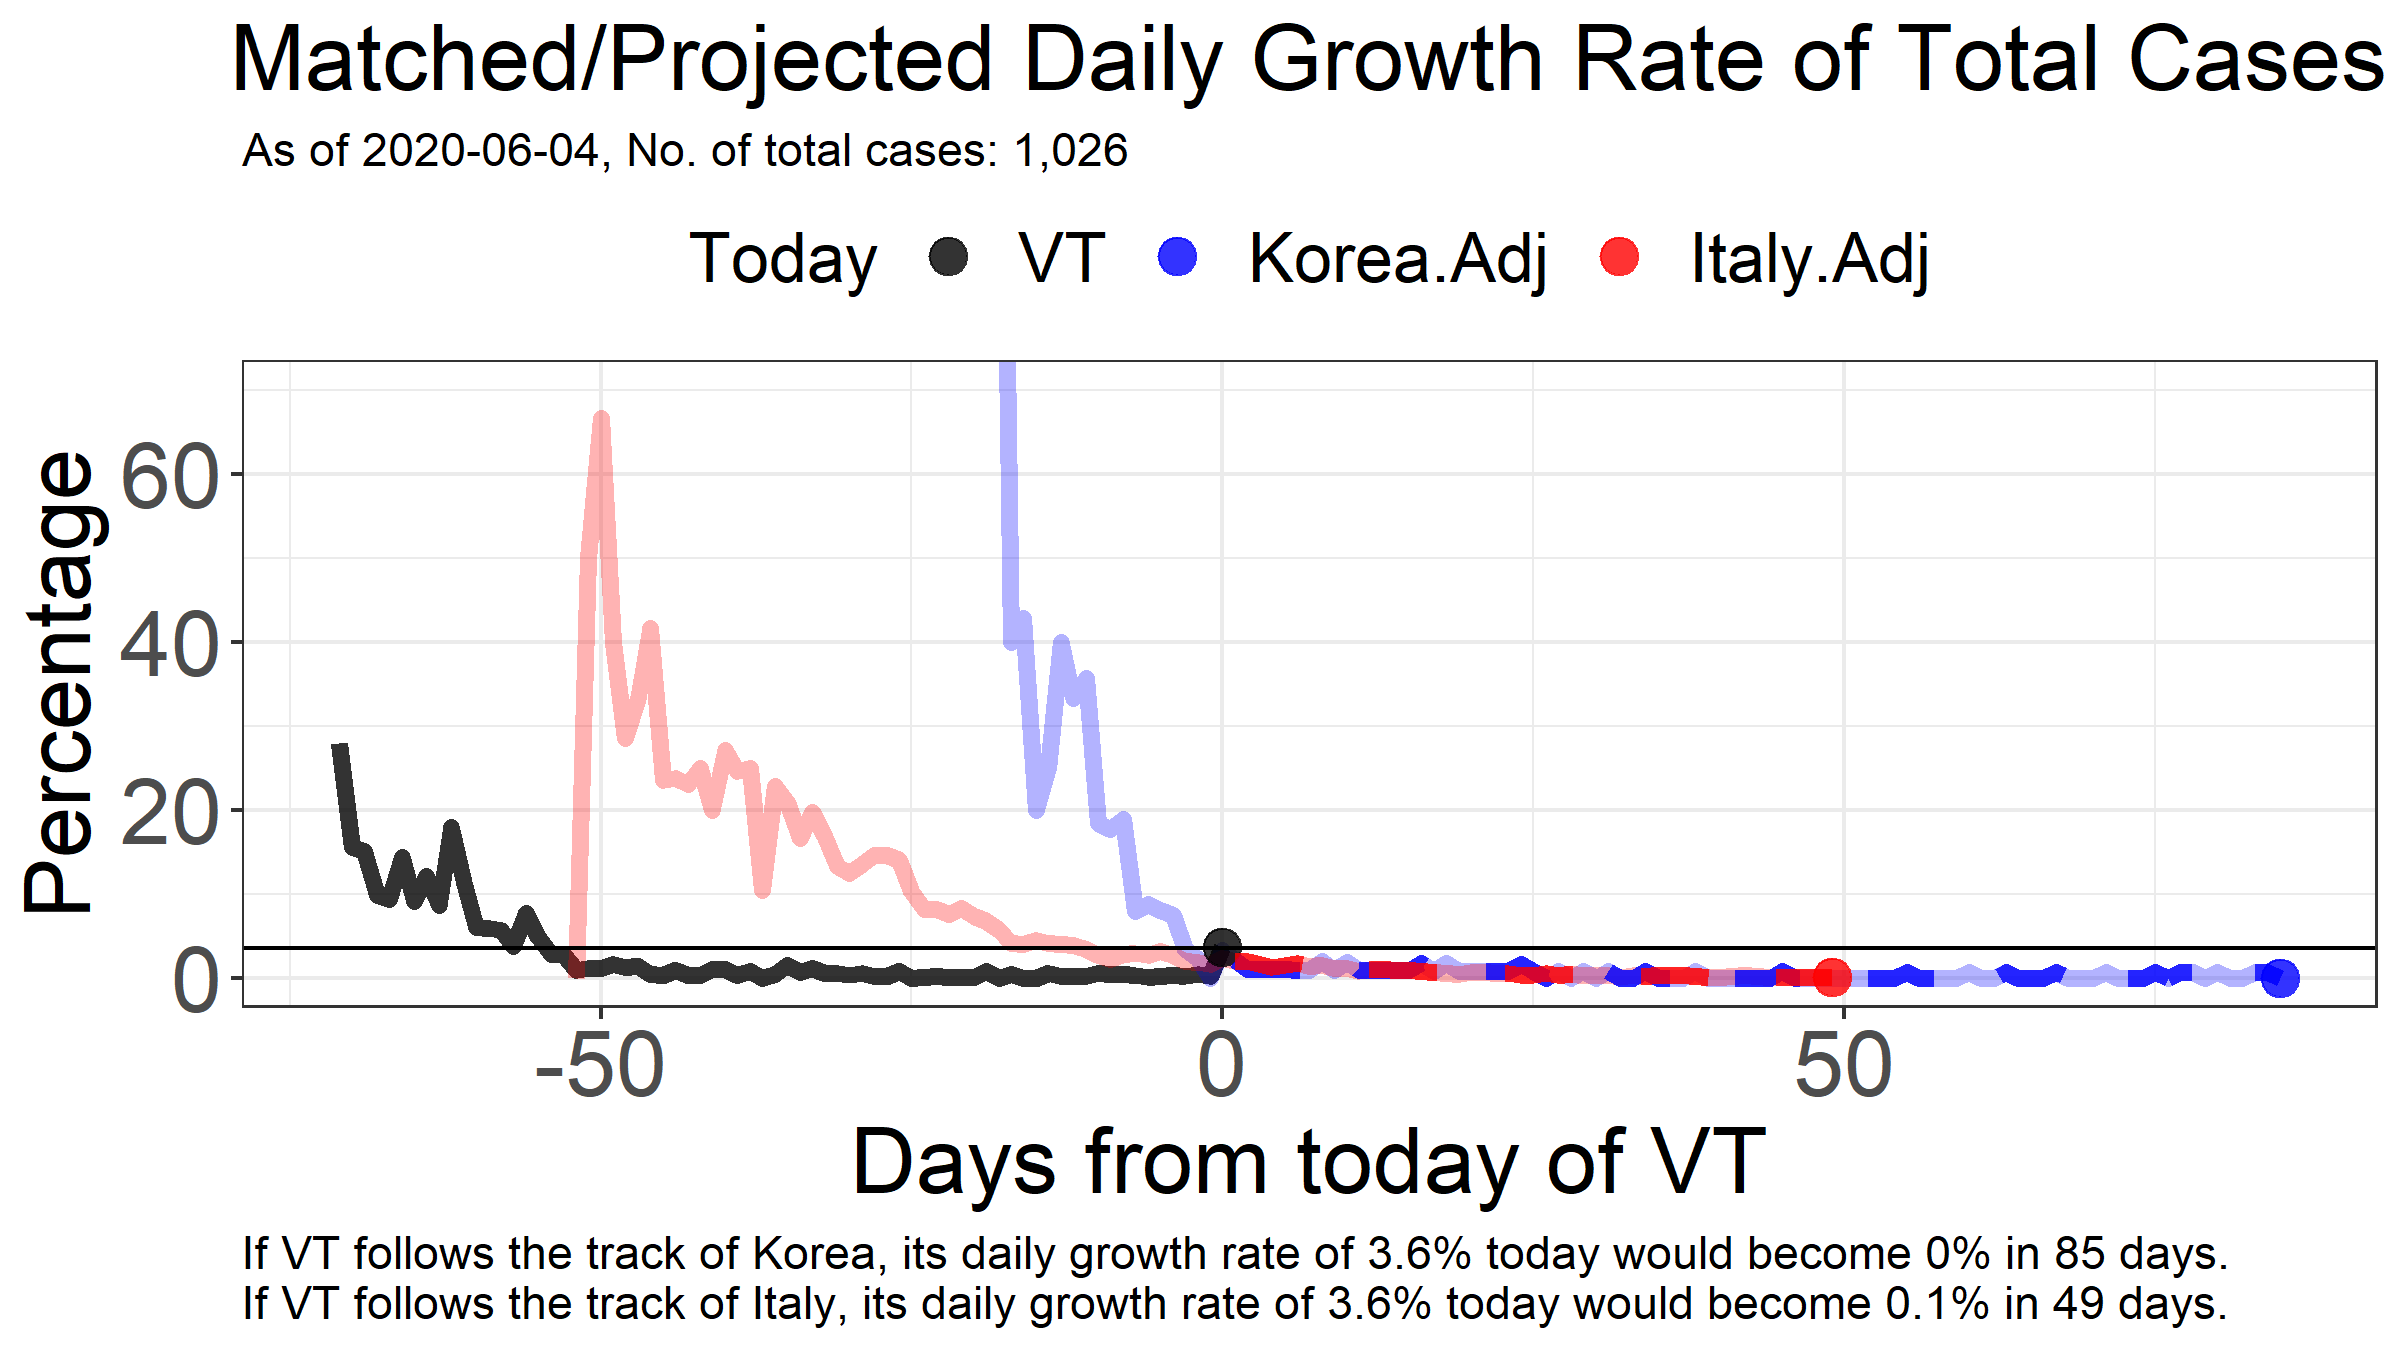 Matched/Projected Daily Growth Rate of Total Cases
As of 2020-06-04, No. of total cases: 1,026
Today VT Korea.Adj Italy.Adj
Percentage
60
40
20
0
-50 0 50
Days from today of VT
If VT follows the track of Korea, its daily growth rate of 3.6% today would become 0% in 85 days.
If VT follows the track of Italy, its daily growth rate of 3.6% today would become 0.1% in 49 days.